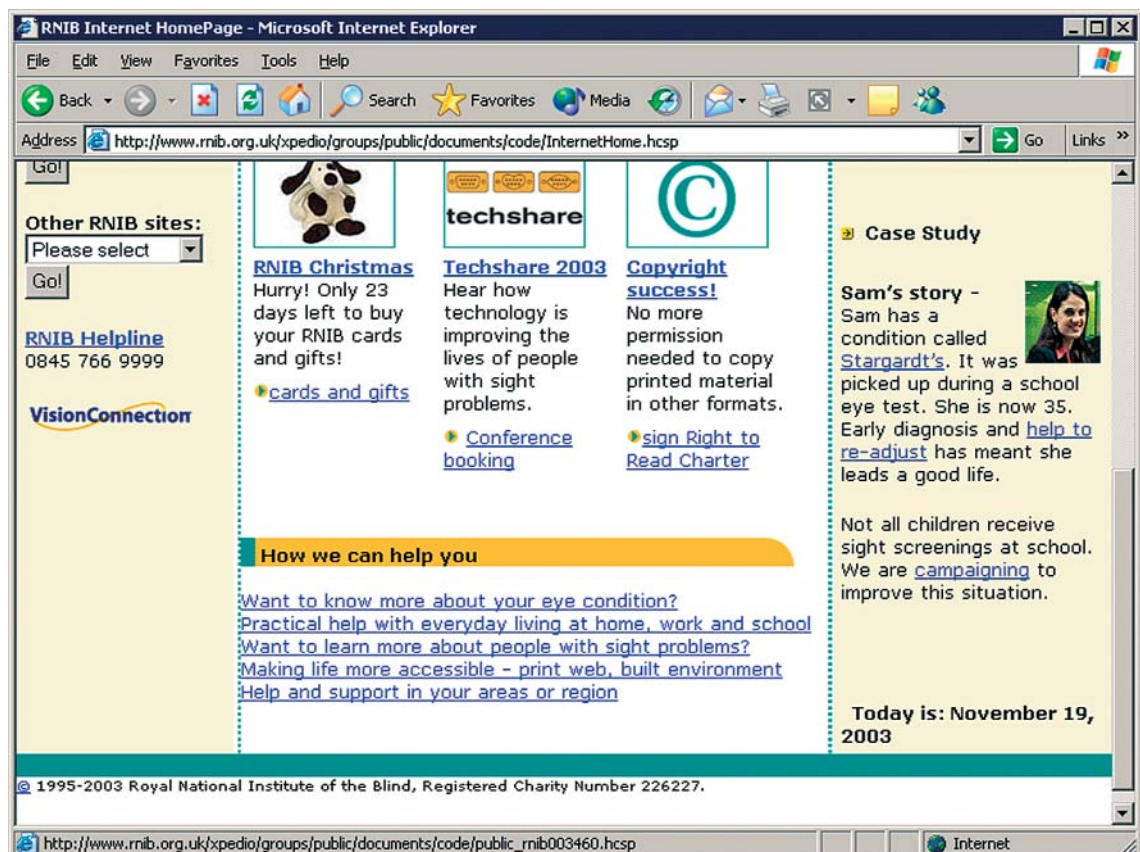 RNIB Internet HomePage - Microsoft Internet Explorer
File Edit View Favorites Tools Help
Back Search Favorites Media
Address http://www.rnib.org.uk/xpedio/groups/public/documents/code/InternetHome.hcsp Go Links »
Go!
Other RNIB sites:
Please select
Go!
RNIB Helpline
0845 766 9999
VisionConnection
RNIB Christmas
Hurry! Only 23
days left to buy
your RNIB cards
and gifts!
cards and gifts
techshare
Techshare 2003
Hear how
technology is
improving the
lives of people
with sight
problems.
Conference
booking
©
Copyright
success!
No more
permission
needed to copy
printed material
in other formats.
sign Right to
Read Charter
How we can help you
Want to know more about your eye condition?
Practical help with everyday living at home, work and school
Want to learn more about people with sight problems?
Making life more accessible - print web, built environment
Help and support in your areas or region
Case Study
Sam's story -
Sam has a
condition called
Stargardt's. It was
picked up during a school
eye test. She is now 35.
Early diagnosis and help to
re-adjust has meant she
leads a good life.
Not all children receive
sight screenings at school.
We are campaigning to
improve this situation.
Today is: November 19,
2003
© 1995-2003 Royal National Institute of the Blind, Registered Charity Number 226227.
http://www.rnib.org.uk/xpedio/groups/public/documents/code/public_rnib003460.hcsp Internet